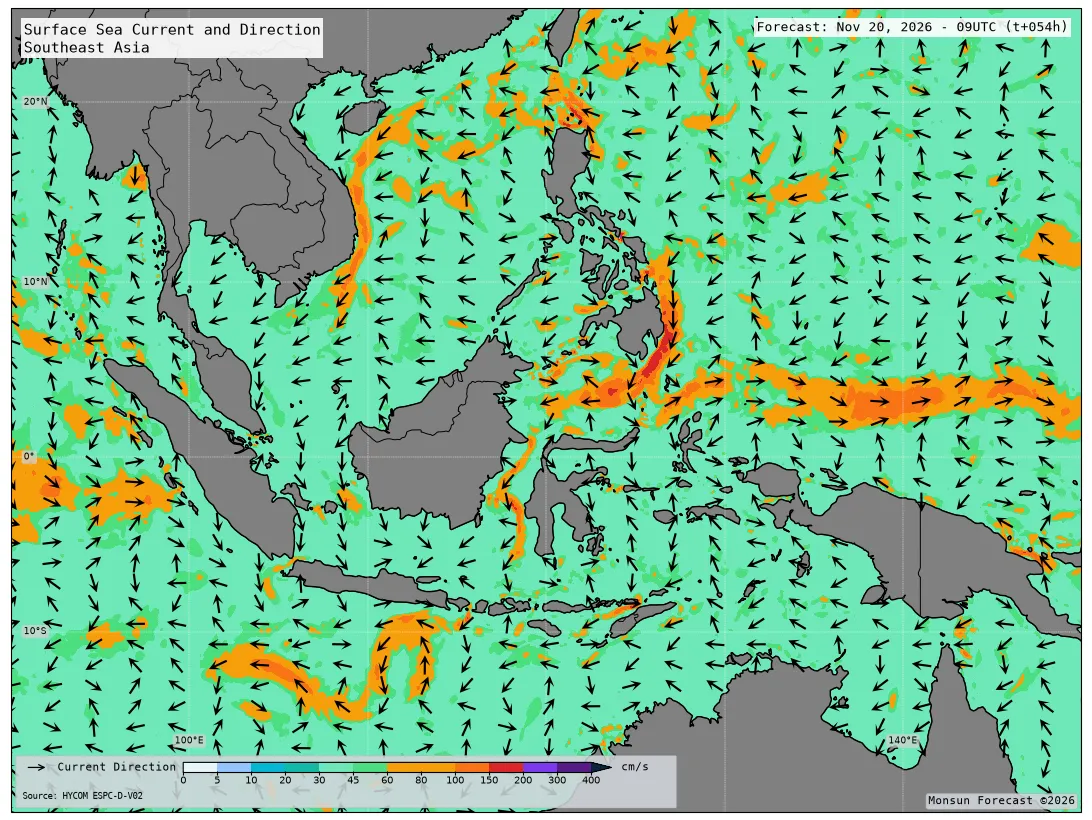 Surface Sea Current and Direction
Southeast Asia
Forecast: Nov 20, 2026 - 09UTC (t+054h)
20°N
10°N
0°
10°S
100°E
140°E
Current Direction
0 5 10 20 30 45 60 80 100 150 200 300 400
cm/s
Source: HYCOM ESPC-D-V02
Monsun Forecast ©2026